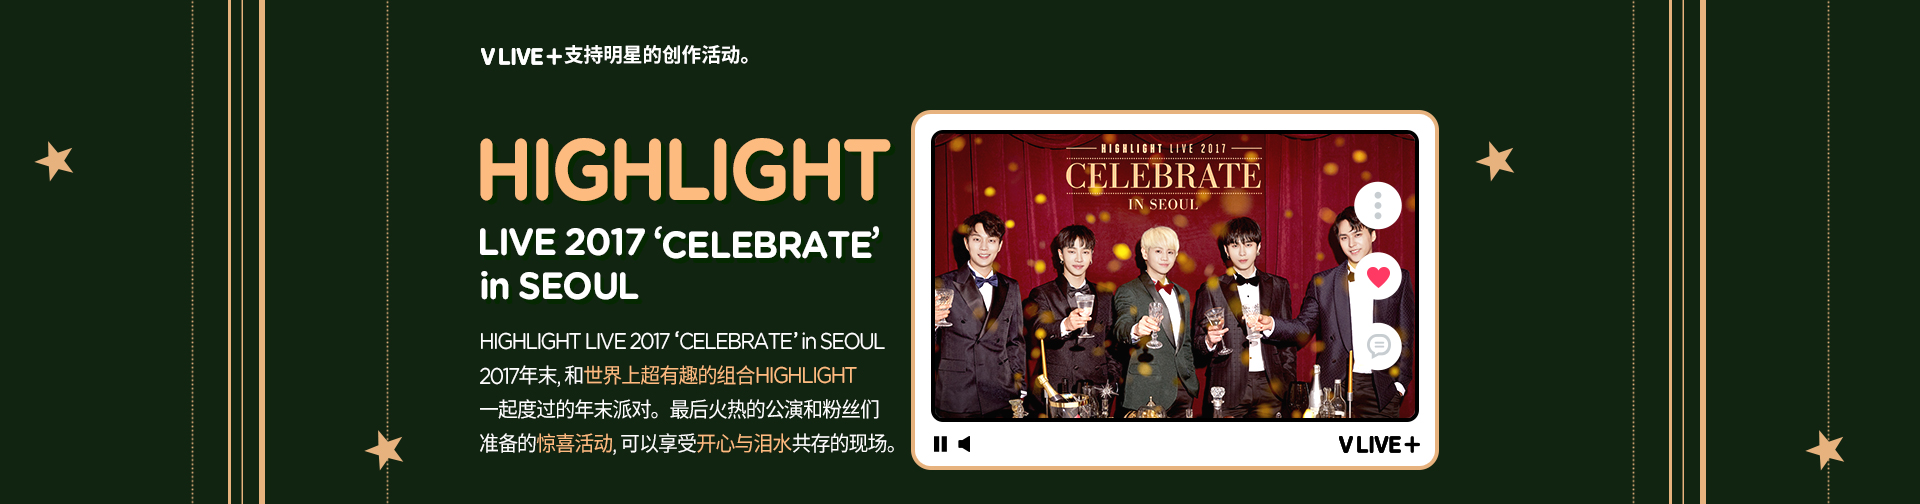 V LIVE+支持明星的创作活动。
HIGHLIGHT
LIVE 2017 ‘CELEBRATE’
in SEOUL
HIGHLIGHT LIVE 2017 ‘CELEBRATE’ in SEOUL
2017年末, 和世界上超有趣的组合HIGHLIGHT
一起度过的年末派对。最后火热的公演和粉丝们
准备的惊喜活动, 可以享受开心与泪水共存的现场。
HIGHLIGHT LIVE 2017
CELEBRATE
IN SEOUL
V LIVE+